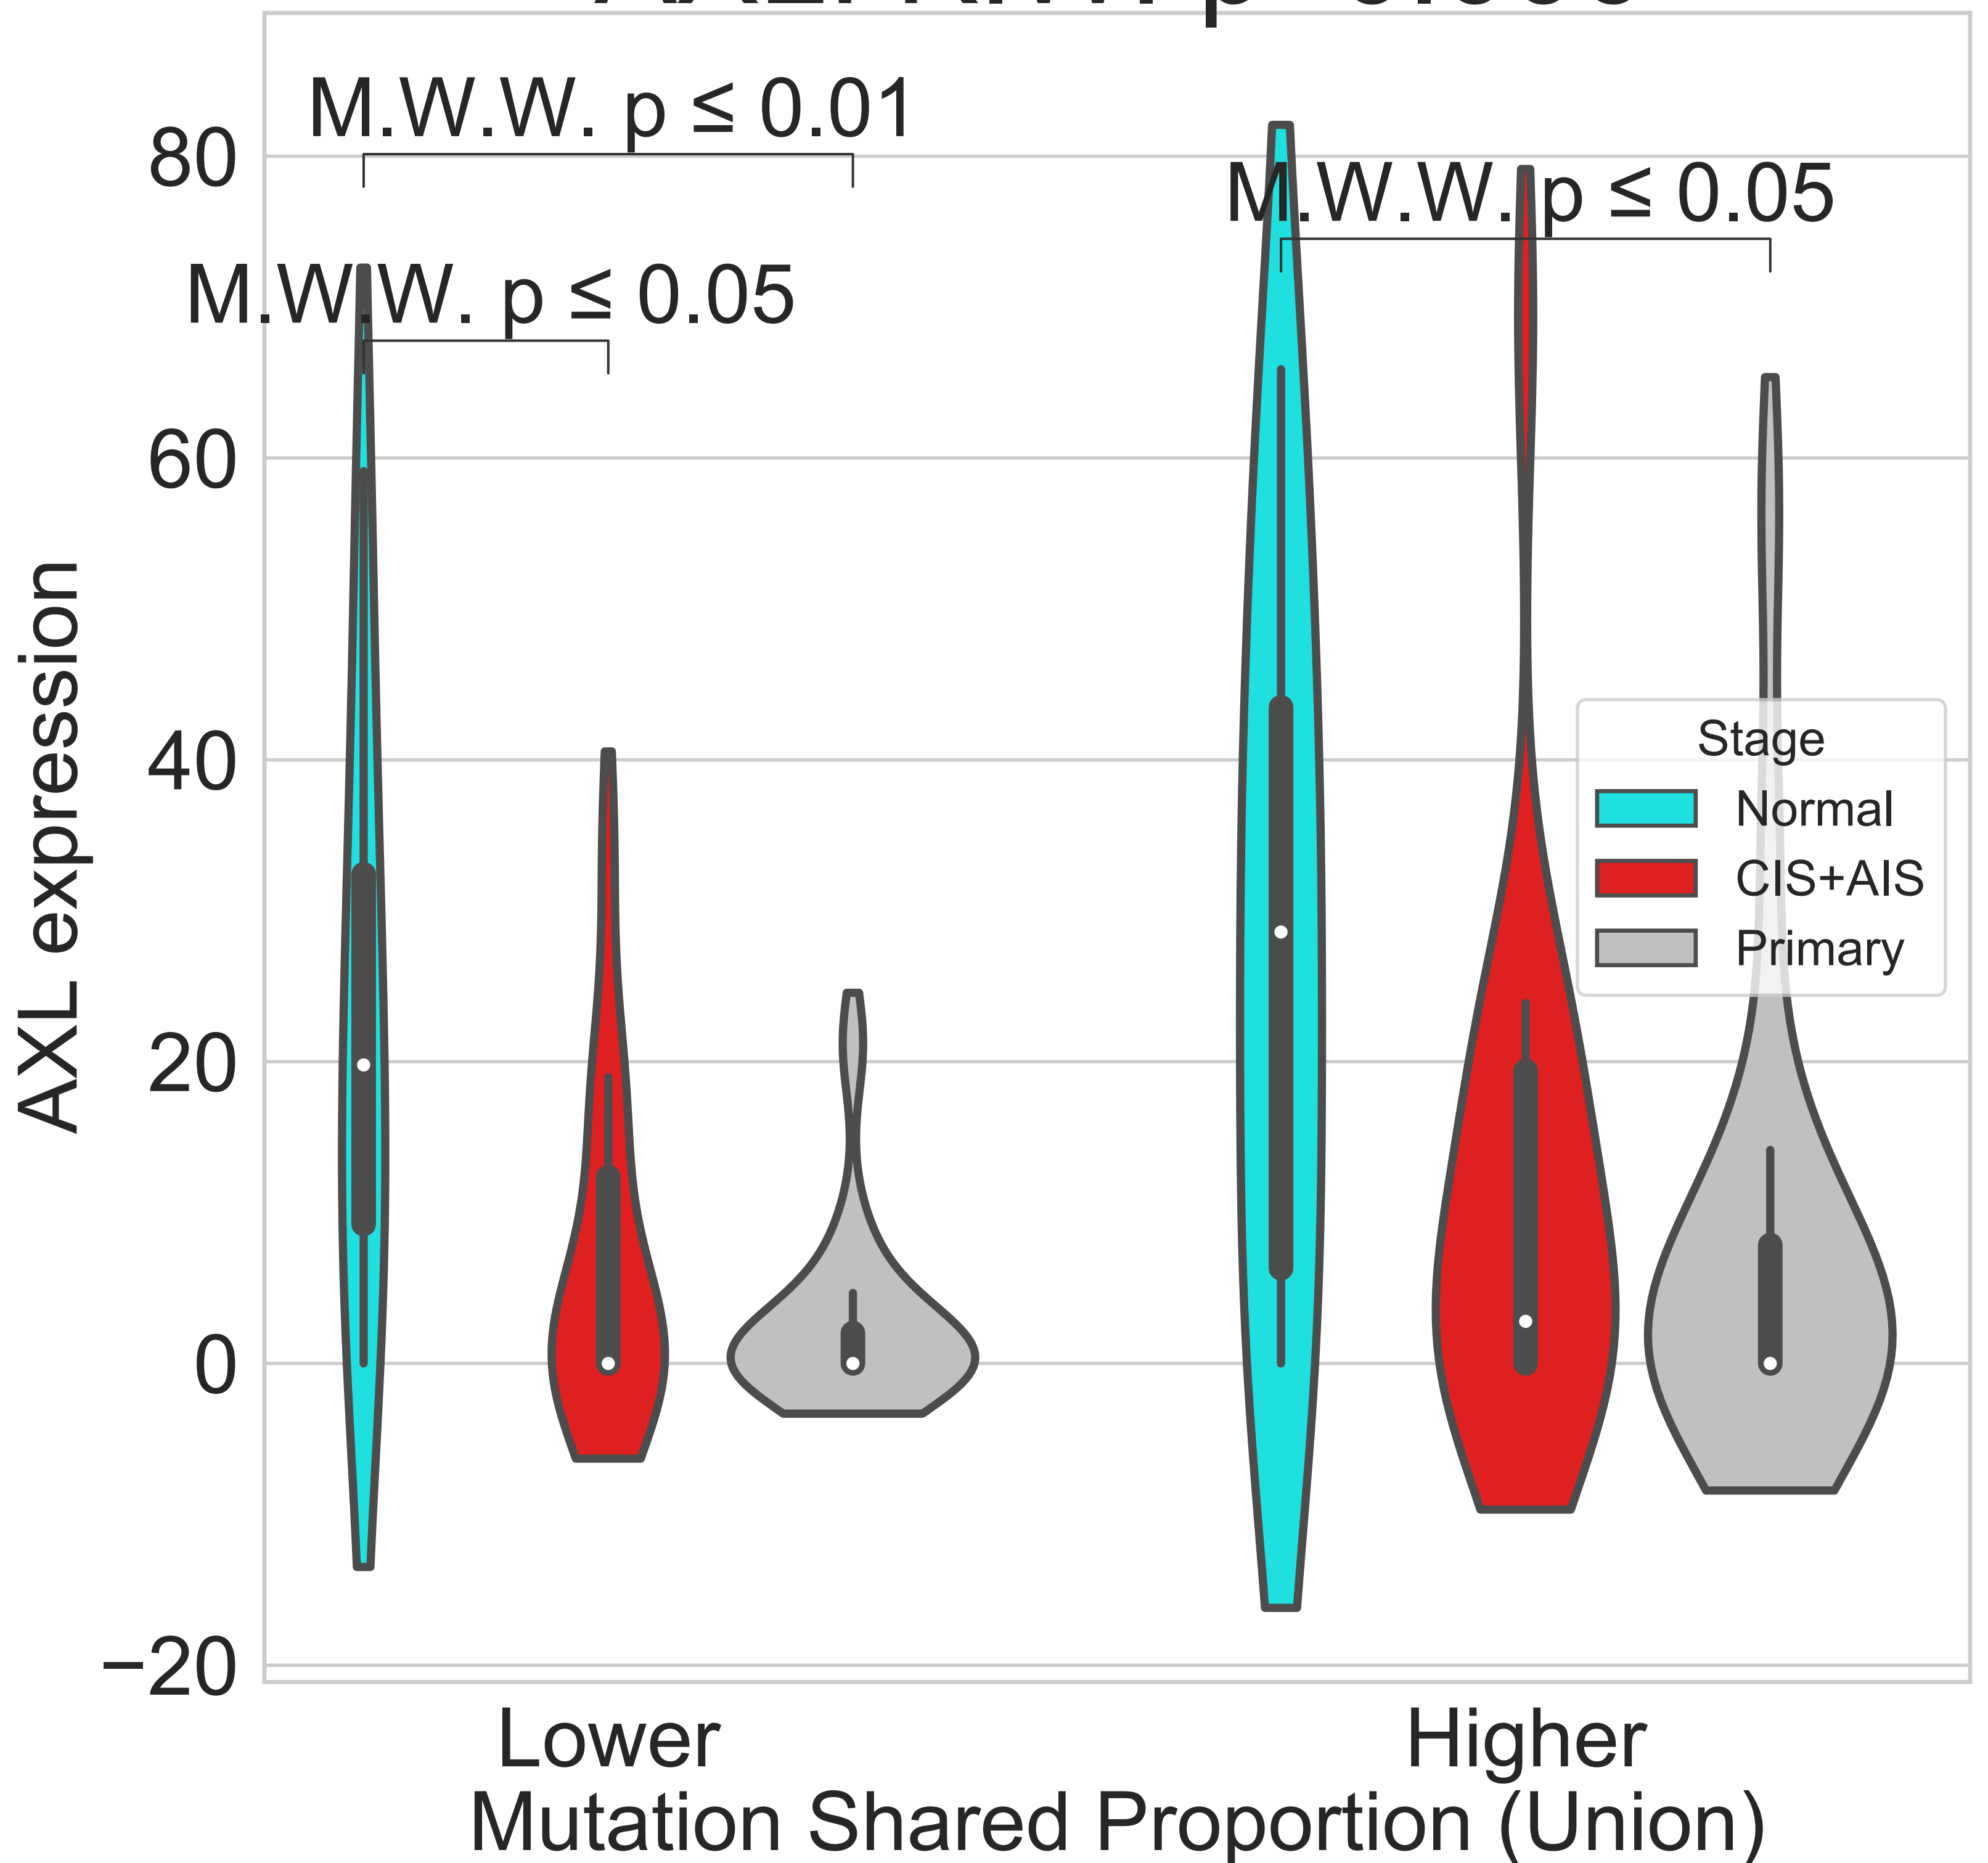 M.W.W. p ≤ 0.01
M.W.W. p ≤ 0.05
M.W.W. p ≤ 0.05
80
60
40
20
0
−20
AXL expression
Stage
Normal
CIS+AIS
Primary
Lower
Higher
Mutation Shared Proportion (Union)